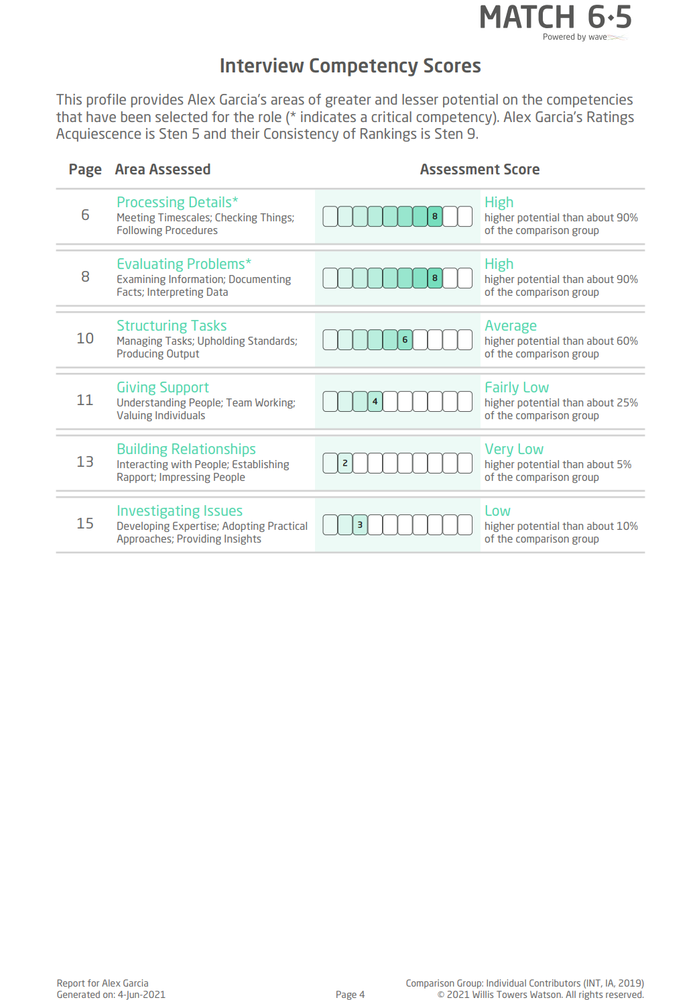 MATCH 6·5
Powered by wave
Interview Competency Scores
This profile provides Alex Garcia's areas of greater and lesser potential on the competencies
that have been selected for the role (* indicates a critical competency). Alex Garcia's Ratings
Acquiescence is Sten 5 and their Consistency of Rankings is Sten 9.
Page Area Assessed Assessment Score
6
Processing Details*
Meeting Timescales; Checking Things;
Following Procedures
8
High
higher potential than about 90%
of the comparison group
8
Evaluating Problems*
Examining Information; Documenting
Facts; Interpreting Data
8
High
higher potential than about 90%
of the comparison group
10
Structuring Tasks
Managing Tasks; Upholding Standards;
Producing Output
6
Average
higher potential than about 60%
of the comparison group
11
Giving Support
Understanding People; Team Working;
Valuing Individuals
4
Fairly Low
higher potential than about 25%
of the comparison group
13
Building Relationships
Interacting with People; Establishing
Rapport; Impressing People
2
Very Low
higher potential than about 5%
of the comparison group
15
Investigating Issues
Developing Expertise; Adopting Practical
Approaches; Providing Insights
3
Low
higher potential than about 10%
of the comparison group
Report for Alex Garcia
Generated on: 4-Jun-2021
Page 4
Comparison Group: Individual Contributors (INT, IA, 2019)
© 2021 Willis Towers Watson. All rights reserved.